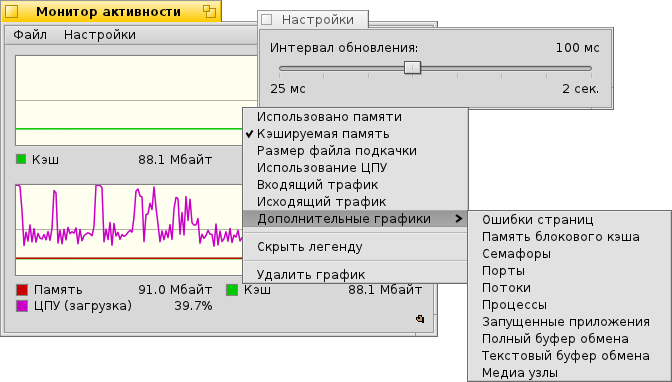 Монитор активности
Файл Настройки
Настройки
Интервал обновления: 100 мс
25 мс 2 сек.
Кэш 88.1 Мбайт
Память 91.0 Мбайт Кэш 88.1 Мбайт
ЦПУ (загрузка) 39.7%
Использовано памяти
Кэшируемая память
Размер файла подкачки
Использование ЦПУ
Входящий трафик
Исходящий трафик
Дополнительные графики
Скрыть легенду
Удалить график
Ошибки страниц
Память блокового кэша
Семафоры
Порты
Потоки
Процессы
Запущенные приложения
Полный буфер обмена
Текстовый буфер обмена
Медиа узлы